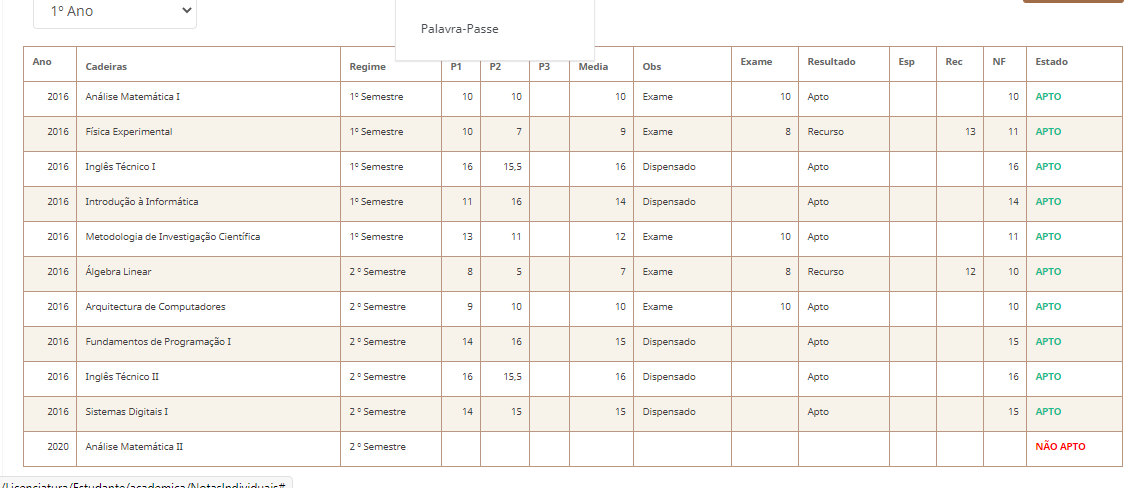 1º Ano
Palavra-Passe
Ano Cadeiras Regime P1 P2 P3 Media Obs Exame Resultado Esp Rec NF Estado
2016 Análise Matemática I 1º Semestre 10 10 10 Exame 10 Apto 10 APTO
2016 Física Experimental 1º Semestre 10 7 9 Exame 8 Recurso 13 11 APTO
2016 Inglês Técnico I 1º Semestre 16 15,5 16 Dispensado Apto 16 APTO
2016 Introdução à Informática 1º Semestre 11 16 14 Dispensado Apto 14 APTO
2016 Metodologia de Investigação Científica 1º Semestre 13 11 12 Exame 10 Apto 11 APTO
2016 Álgebra Linear 2 º Semestre 8 5 7 Exame 8 Recurso 12 10 APTO
2016 Arquitectura de Computadores 2 º Semestre 9 10 10 Exame 10 Apto 10 APTO
2016 Fundamentos de Programação I 2 º Semestre 14 16 15 Dispensado Apto 15 APTO
2016 Inglês Técnico II 2 º Semestre 16 15,5 16 Dispensado Apto 16 APTO
2016 Sistemas Digitais I 2 º Semestre 14 15 15 Dispensado Apto 15 APTO
2020 Análise Matemática II 2 º Semestre NÃO APTO
/Licenciatura/Estudante/academica/NotasIndividuais#